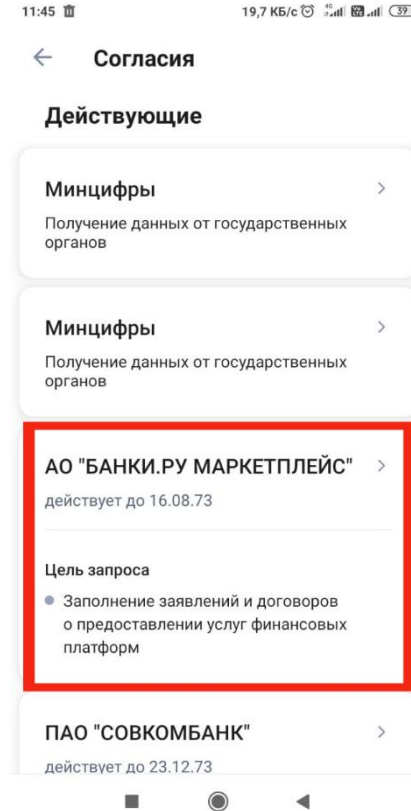 11:45 19,7 КБ/с 4G 39
Согласия
Действующие
Минцифры
Получение данных от государственных
органов
Минцифры
Получение данных от государственных
органов
АО "БАНКИ.РУ МАРКЕТПЛЕЙС"
действует до 16.08.73
Цель запроса
Заполнение заявлений и договоров
о предоставлении услуг финансовых
платформ
ПАО "СОВКОМБАНК"
действует до 23.12.73